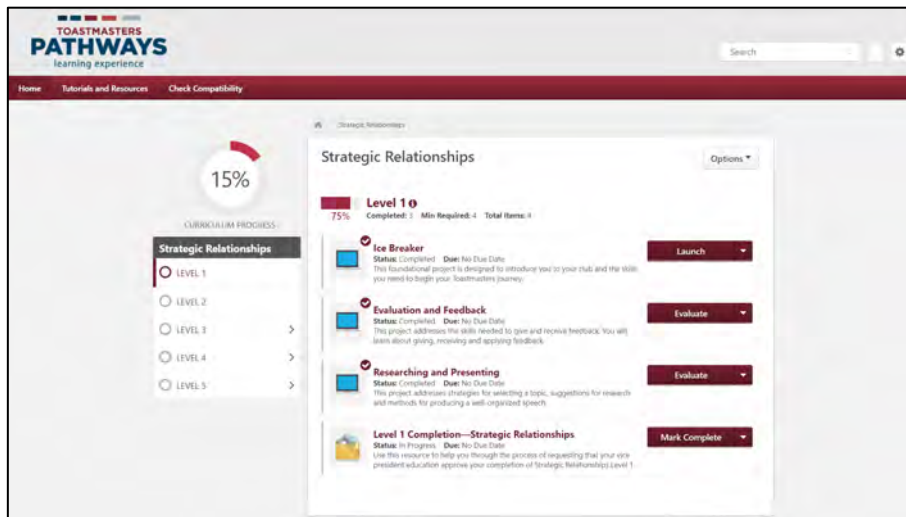 TOASTMASTERS
PATHWAYS
learning experience
Search
Home Tutorials and Resources Check Compatibility
Strategic Relationships
15%
CURRICULUM PROGRESS
Strategic Relationships
LEVEL 1
LEVEL 2
LEVEL 3
LEVEL 4
LEVEL 5
Strategic Relationships
Options
75%
Level 1
Completed: 3 Min Required: 4 Total Items: 4
Ice Breaker
Status: Completed Due: No Due Date
This foundational project is designed to introduce you to your club and the skills
you need to begin your Toastmasters journey.
Launch
Evaluation and Feedback
Status: Completed Due: No Due Date
This project addresses the skills needed to give and receive feedback. You will
learn about giving, receiving and applying feedback.
Evaluate
Researching and Presenting
Status: Completed Due: No Due Date
This project addresses strategies for selecting a topic, suggestions for research
and methods for producing a well-organized speech.
Evaluate
Level 1 Completion—Strategic Relationships
Status: In Progress Due: No Due Date
Use this resource to help you through the process of requesting that your vice
president education approve your completion of Strategic Relationships Level 1.
Mark Complete